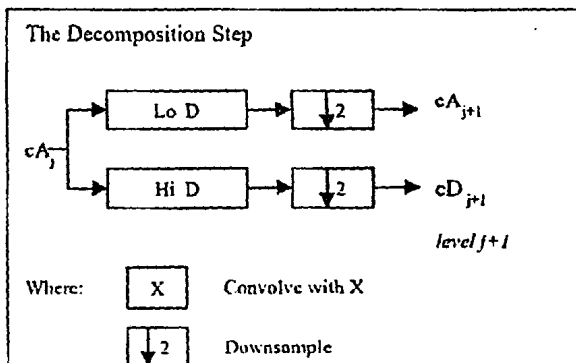 The Decomposition Step
Lo D
2
cA j+1
cA j
Hi D
2
cD j+1
level j+1
Where:
X
Convolve with X
2
Downsample